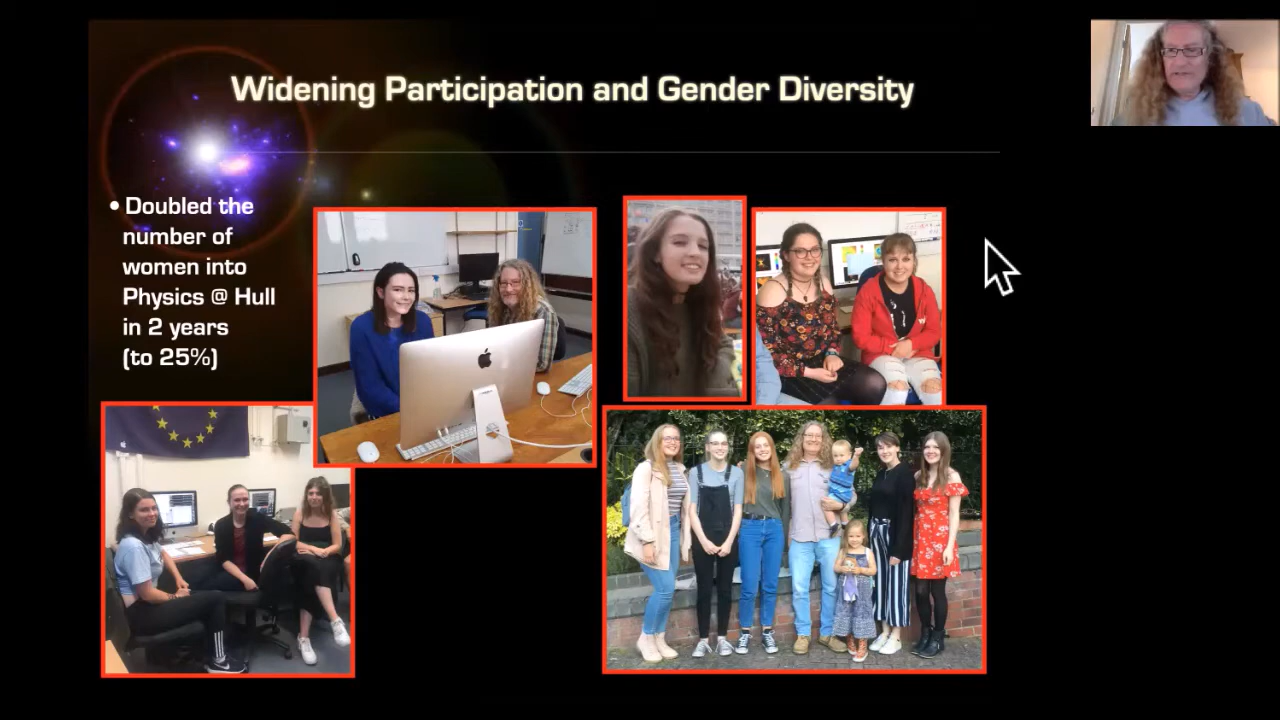 Widening Participation and Gender Diversity
• Doubled the
number of
women into
Physics @ Hull
in 2 years
(to 25%)